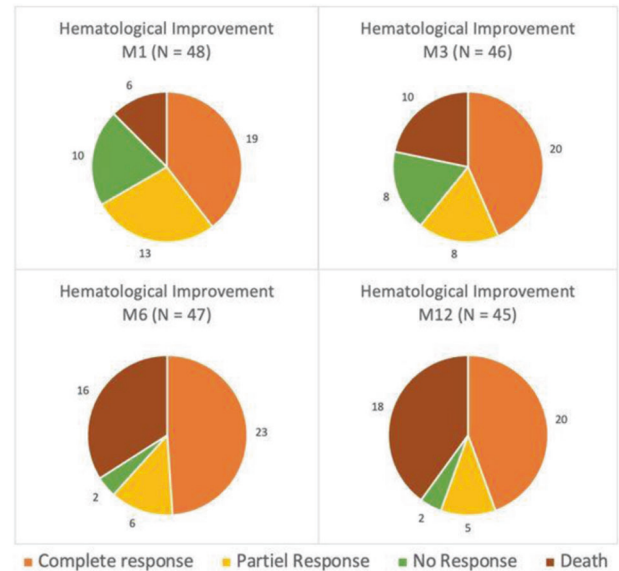 Hematological Improvement
M1 (N = 48)
6
19
10
13
Hematological Improvement
M3 (N = 46)
10
20
8
8
Hematological Improvement
M6 (N = 47)
16
23
2
6
Hematological Improvement
M12 (N = 45)
18
20
2
5
Complete response Partiel Response No Response Death